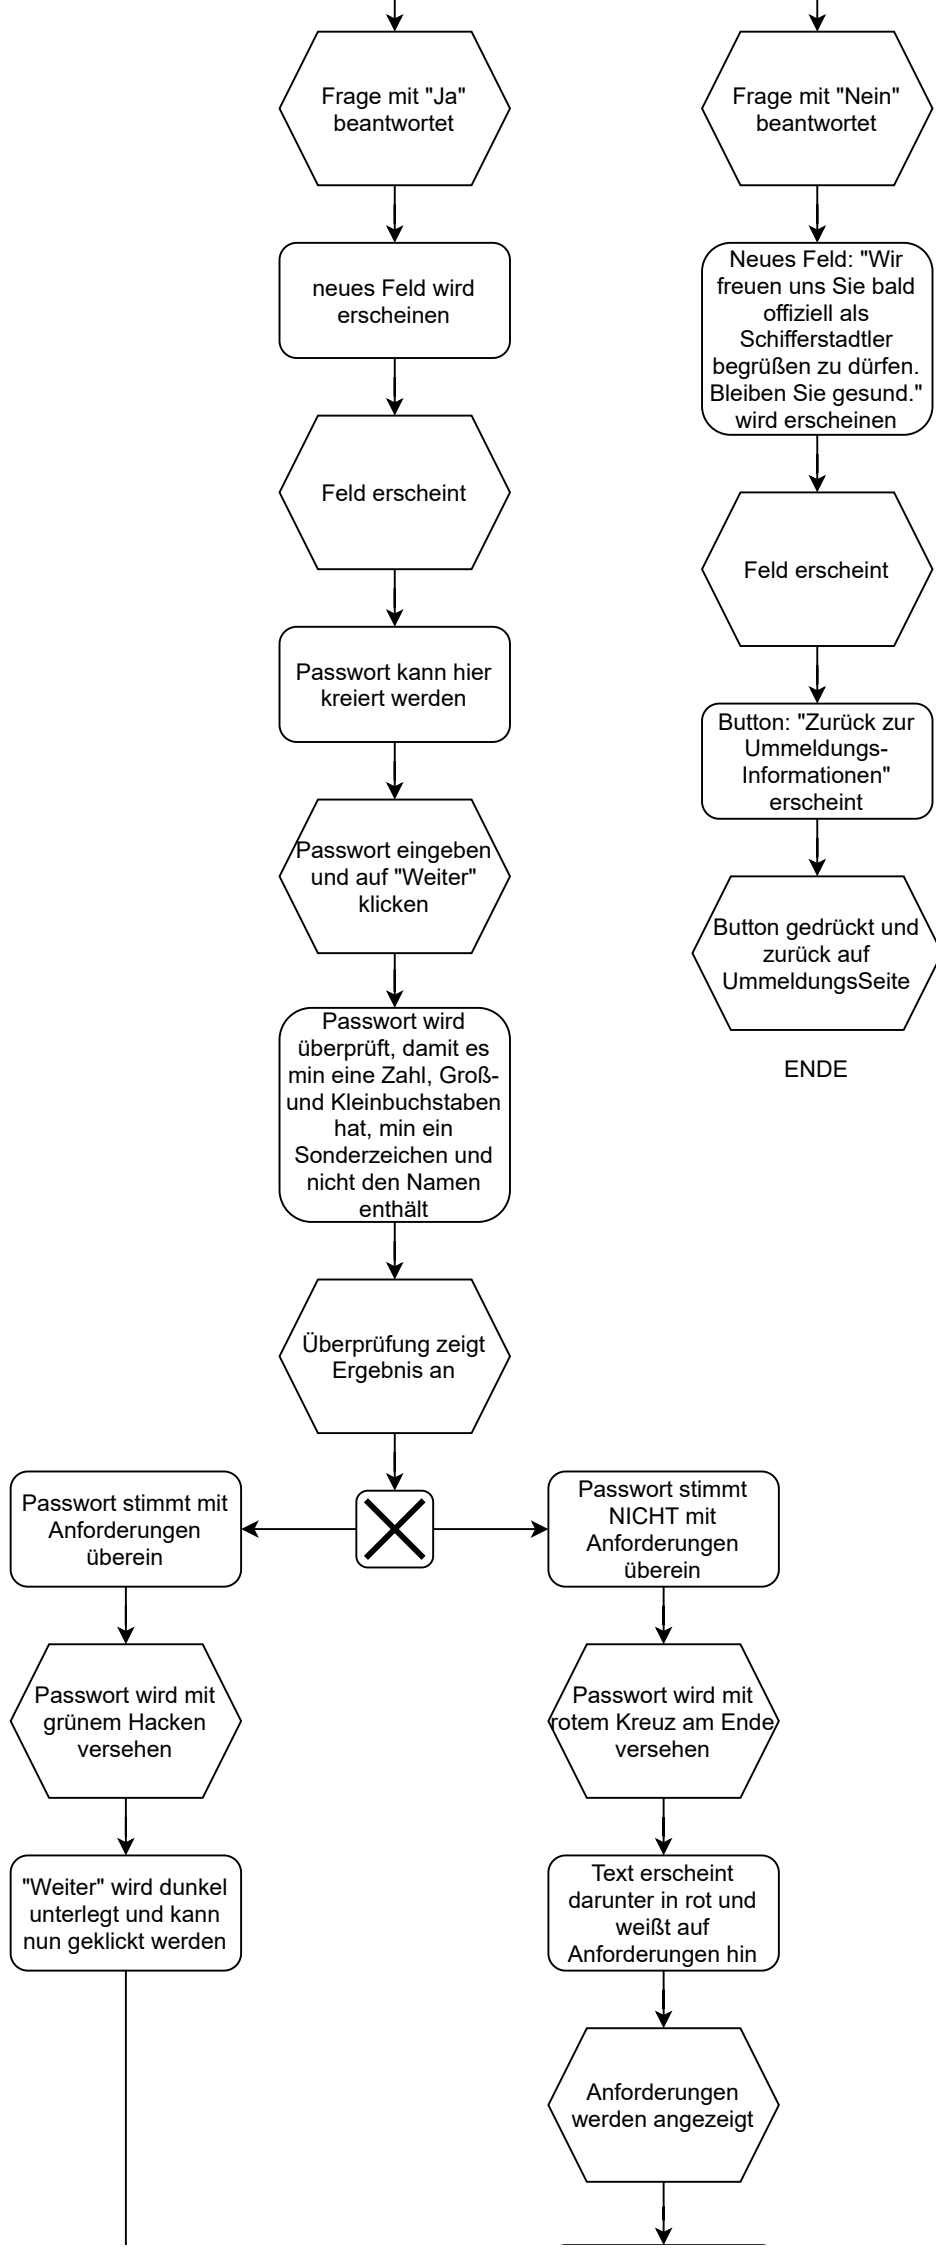 Frage mit "Ja"
beantwortet
neues Feld wird
erscheinen
Feld erscheint
Passwort kann hier
kreiert werden
Passwort eingeben
und auf "Weiter"
klicken
Passwort wird
überprüft, damit es
min eine Zahl, Groß-
und Kleinbuchstaben
hat, min ein
Sonderzeichen und
nicht den Namen
enthält
Überprüfung zeigt
Ergebnis an
Frage mit "Nein"
beantwortet
Neues Feld: "Wir
freuen uns Sie bald
offiziell als
Schifferstadtler
begrüßen zu dürfen.
Bleiben Sie gesund."
wird erscheinen
Feld erscheint
Button: "Zurück zur
Ummeldungs-
Informationen"
erscheint
Button gedrückt und
zurück auf
UmmeldungsSeite
ENDE
Passwort stimmt mit
Anforderungen
überein
Passwort wird mit
grünem Hacken
versehen
"Weiter" wird dunkel
unterlegt und kann
nun geklickt werden
Passwort stimmt
NICHT mit
Anforderungen
überein
Passwort wird mit
rotem Kreuz am Ende
versehen
Text erscheint
darunter in rot und
weißt auf
Anforderungen hin
Anforderungen
werden angezeigt